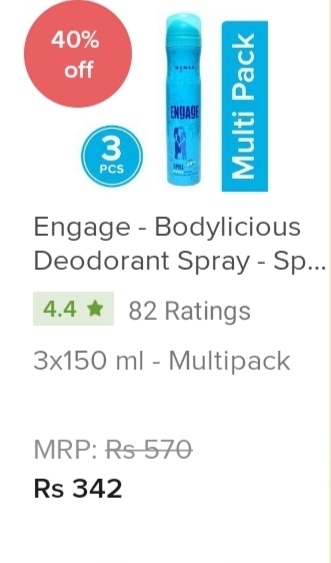 40%
off
Multi Pack
WOMAN
ENGAGE
3
PCS
Engage - Bodylicious
Deodorant Spray - Sp...
4.4 ★ 82 Ratings
3x150 ml - Multipack
MRP: Rs 570
Rs 342